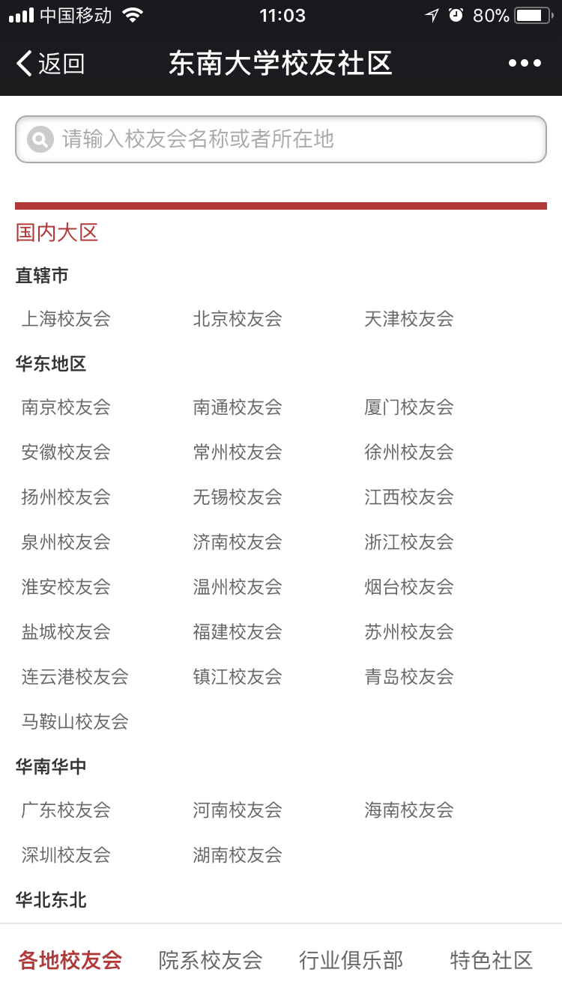 中国移动 11:03 80%
返回 东南大学校友社区
请输入校友会名称或者所在地
国内大区
直辖市
上海校友会 北京校友会 天津校友会
华东地区
南京校友会 南通校友会 厦门校友会
安徽校友会 常州校友会 徐州校友会
扬州校友会 无锡校友会 江西校友会
泉州校友会 济南校友会 浙江校友会
淮安校友会 温州校友会 烟台校友会
盐城校友会 福建校友会 苏州校友会
连云港校友会 镇江校友会 青岛校友会
马鞍山校友会
华南华中
广东校友会 河南校友会 海南校友会
深圳校友会 湖南校友会
华北东北
各地校友会 院系校友会 行业俱乐部 特色社区